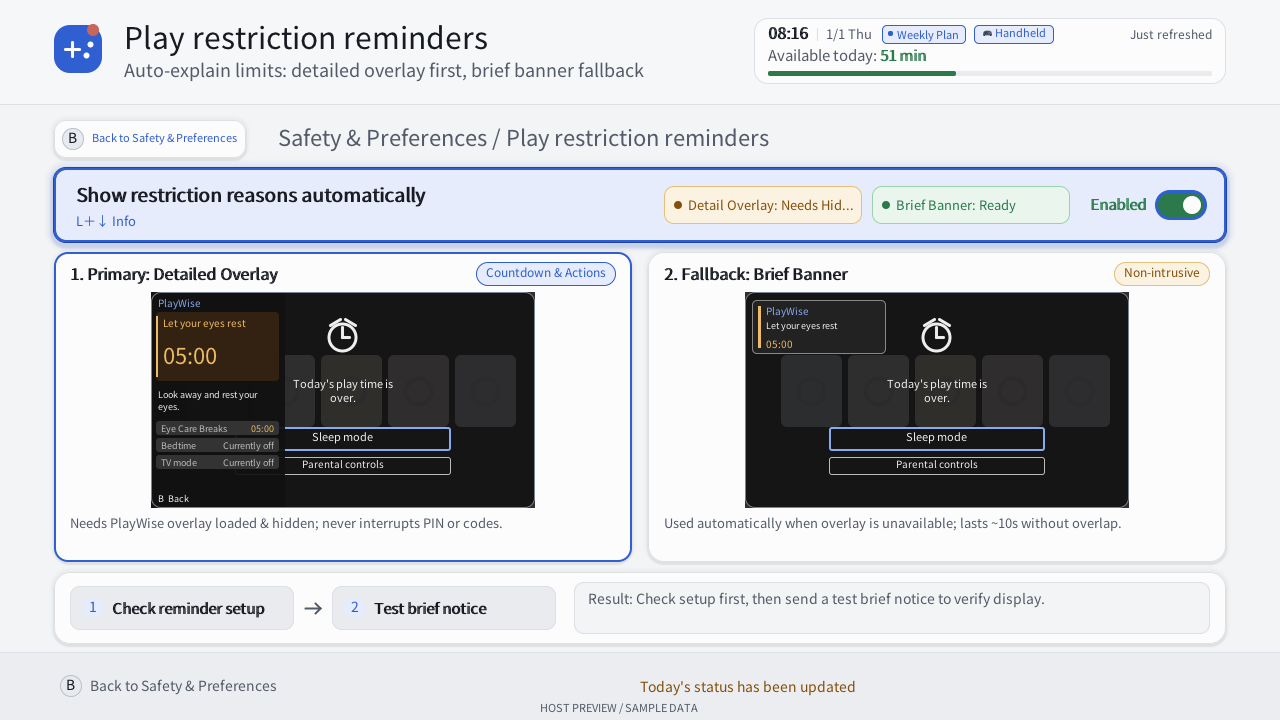 Play restriction reminders
Auto-explain limits: detailed overlay first, brief banner fallback
08:16 1/1 Thu Weekly Plan Handheld Just refreshed
Available today: 51 min
B Back to Safety & Preferences
Safety & Preferences / Play restriction reminders
Show restriction reasons automatically
L+↓ Info
Detail Overlay: Needs Hid...
Brief Banner: Ready
Enabled
1. Primary: Detailed Overlay
Countdown & Actions
PlayWise
Let your eyes rest
05:00
Look away and rest your
eyes.
Eye Care Breaks 05:00
Bedtime Currently off
TV mode Currently off
B Back
Today's play time is
over.
Sleep mode
Parental controls
Needs PlayWise overlay loaded & hidden; never interrupts PIN or codes.
2. Fallback: Brief Banner
Non-intrusive
PlayWise
Let your eyes rest
05:00
Today's play time is
over.
Sleep mode
Parental controls
Used automatically when overlay is unavailable; lasts ~10s without overlap.
1 Check reminder setup
→
2 Test brief notice
Result: Check setup first, then send a test brief notice to verify display.
B Back to Safety & Preferences
Today's status has been updated
HOST PREVIEW / SAMPLE DATA